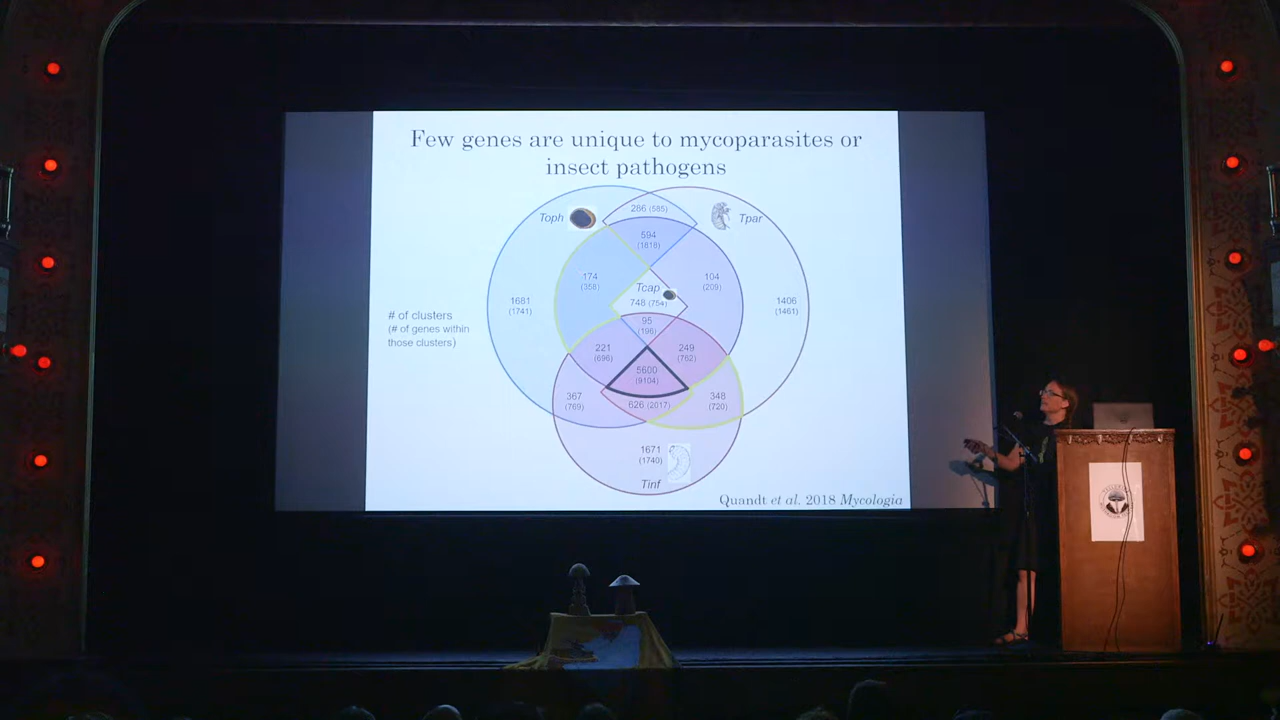 Few genes are unique to mycoparasites or
insect pathogens
Toph
286 (585)
Tpar
594
(1818)
174
(358)
104
(209)
Tcap
748 (754)
1681
(1741)
1406
(1461)
# of clusters
(# of genes within
those clusters)
95
(196)
221
(696)
249
(762)
5600
(9104)
367
(769)
626 (2017)
348
(720)
1671
(1740)
Tinf
Quandt et al. 2018 Mycologia